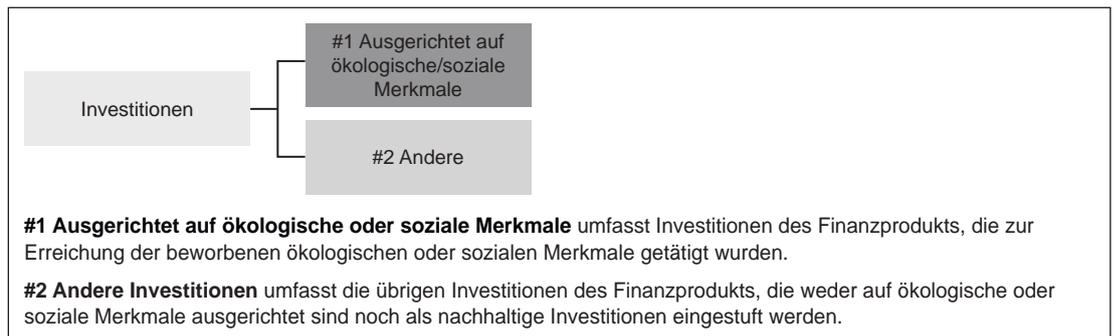 #1 Ausgerichtet auf
ökologische/soziale
Merkmale
Investitionen
#2 Andere
#1 Ausgerichtet auf ökologische oder soziale Merkmale umfasst Investitionen des Finanzprodukts, die zur
Erreichung der beworbenen ökologischen oder sozialen Merkmale getätigt wurden.
#2 Andere Investitionen umfasst die übrigen Investitionen des Finanzprodukts, die weder auf ökologische oder
soziale Merkmale ausgerichtet sind noch als nachhaltige Investitionen eingestuft werden.